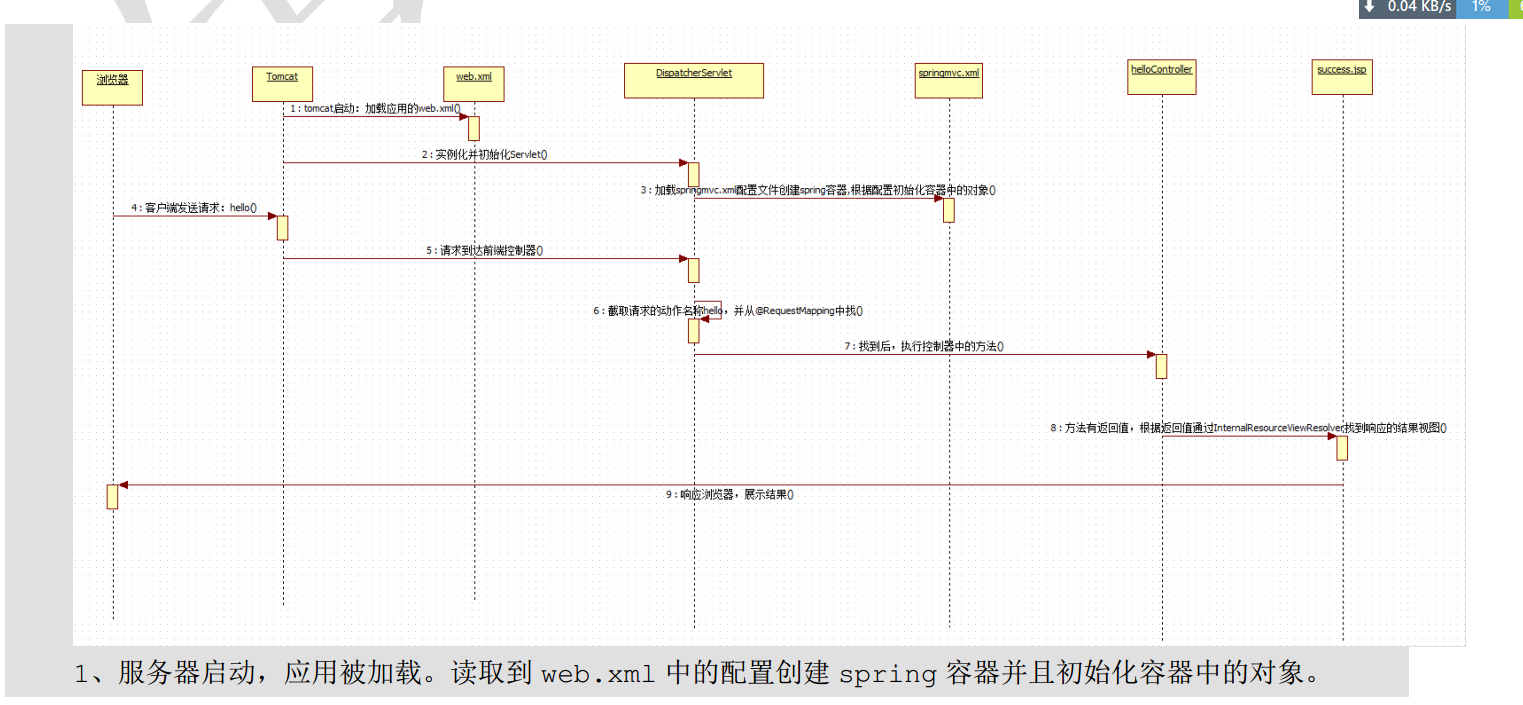 0.04 KB/s 1%
浏览器 Tomcat web.xml DispatcherServlet springmvc.xml helloController success.jsp
1 : tomcat启动：加载应用的web.xml()
2 : 实例化并初始化Servlet()
3 : 加载springmvc.xml配置文件创建spring容器,根据配置初始化容器中的对象()
4 : 客户端发送请求：hello()
5 : 请求到达前端控制器()
6 : 截取请求的动作名称hello，并从@RequestMapping中找()
7 : 找到后，执行控制器中的方法()
8 : 方法有返回值，根据返回值通过InternalResourceViewResolver找到响应的结果视图()
9 : 响应浏览器，展示结果()
1、服务器启动，应用被加载。读取到 web.xml 中的配置创建 spring 容器并且初始化容器中的对象。